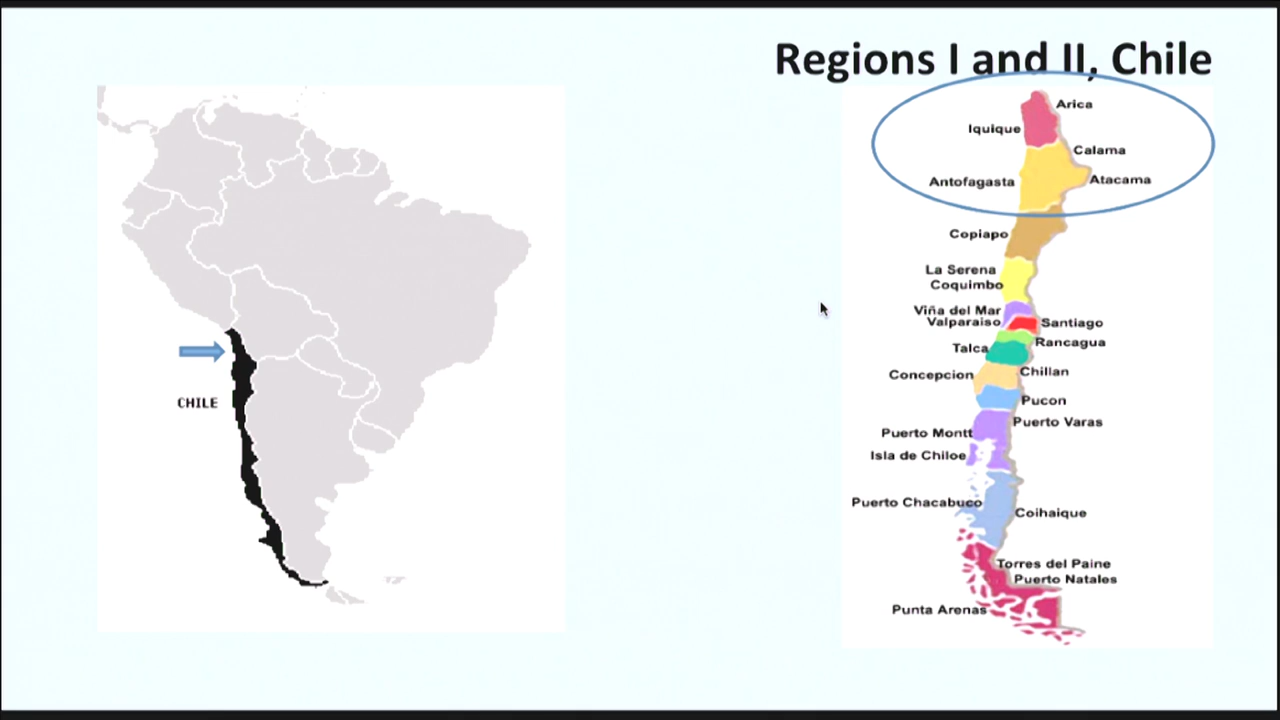 Regions I and II, Chile
CHILE
Arica
Iquique
Calama
Antofagasta
Atacama
Copiapo
La Serena
Coquimbo
Viña del Mar
Valparaiso
Santiago
Rancagua
Talca
Chillan
Concepcion
Pucon
Puerto Varas
Puerto Montt
Isla de Chiloe
Puerto Chacabuco
Coihaique
Torres del Paine
Puerto Natales
Punta Arenas